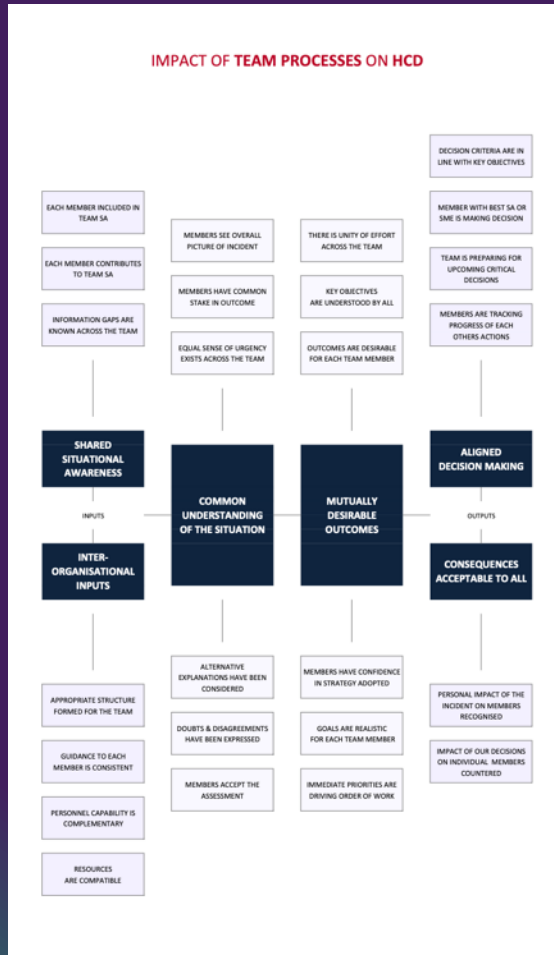 IMPACT OF TEAM PROCESSES ON HCD
EACH MEMBER INCLUDED IN
TEAM SA
EACH MEMBER CONTRIBUTES
TO TEAM SA
INFORMATION GAPS ARE
KNOWN ACROSS THE TEAM
SHARED
SITUATIONAL
AWARENESS
INPUTS
INTER-
ORGANISATIONAL
INPUTS
APPROPRIATE STRUCTURE
FORMED FOR THE TEAM
GUIDANCE TO EACH
MEMBER IS CONSISTENT
PERSONNEL CAPABILITY IS
COMPLEMENTARY
RESOURCES
ARE COMPATIBLE
MEMBERS SEE OVERALL
PICTURE OF INCIDENT
MEMBERS HAVE COMMON
STAKE IN OUTCOME
EQUAL SENSE OF URGENCY
EXISTS ACROSS THE TEAM
COMMON
UNDERSTANDING
OF THE SITUATION
ALTERNATIVE
EXPLANATIONS HAVE BEEN
CONSIDERED
DOUBTS & DISAGREEMENTS
HAVE BEEN EXPRESSED
MEMBERS ACCEPT THE
ASSESSMENT
THERE IS UNITY OF EFFORT
ACROSS THE TEAM
KEY OBJECTIVES
ARE UNDERSTOOD BY ALL
OUTCOMES ARE DESIRABLE
FOR EACH TEAM MEMBER
MUTUALLY
DESIRABLE
OUTCOMES
MEMBERS HAVE CONFIDENCE
IN STRATEGY ADOPTED
GOALS ARE REALISTIC
FOR EACH TEAM MEMBER
IMMEDIATE PRIORITIES ARE
DRIVING ORDER OF WORK
DECISION CRITERIA ARE IN
LINE WITH KEY OBJECTIVES
MEMBER WITH BEST SA OR
SME IS MAKING DECISION
TEAM IS PREPARING FOR
UPCOMING CRITICAL
DECISIONS
MEMBERS ARE TRACKING
PROGRESS OF EACH
OTHERS ACTIONS
ALIGNED
DECISION MAKING
OUTPUTS
CONSEQUENCES
ACCEPTABLE TO ALL
PERSONAL IMPACT OF THE
INCIDENT ON MEMBERS
RECOGNISED
IMPACT OF OUR DECISIONS
ON INDIVIDUAL MEMBERS
COUNTERED